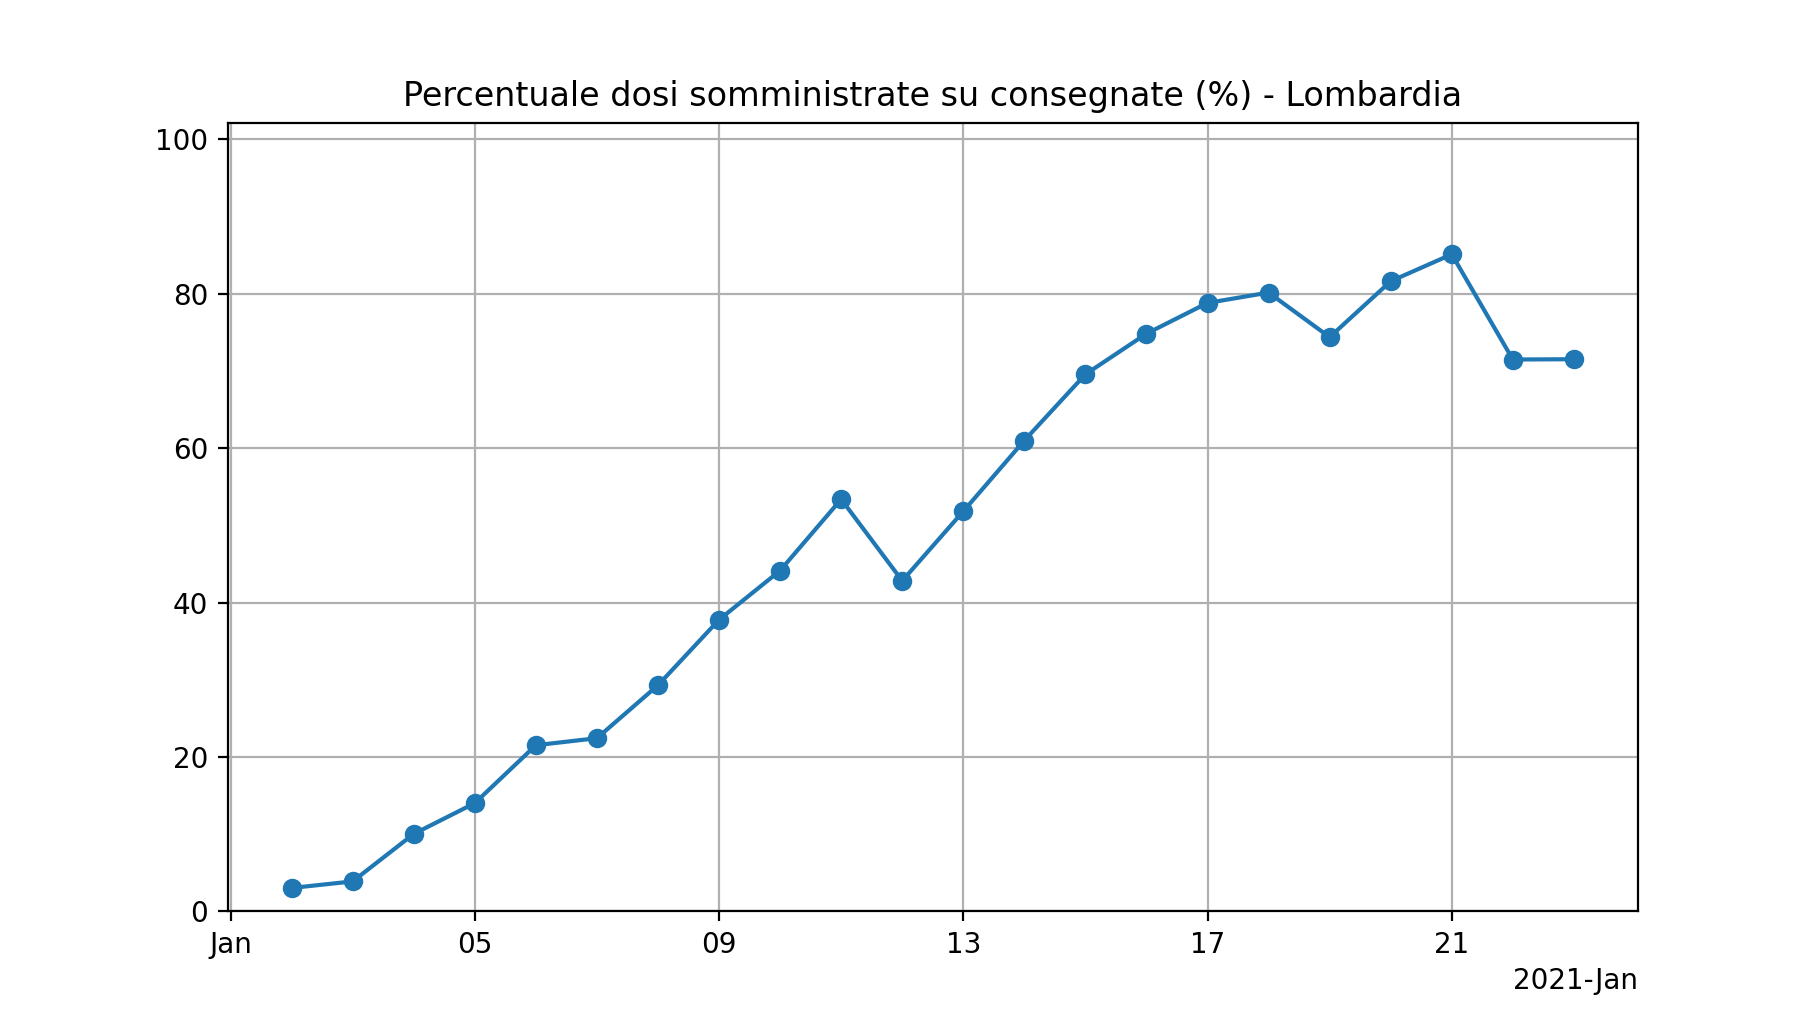 Percentuale dosi somministrate su consegnate (%) - Lombardia
100
80
60
40
20
0
Jan 05 09 13 17 21
2021-Jan